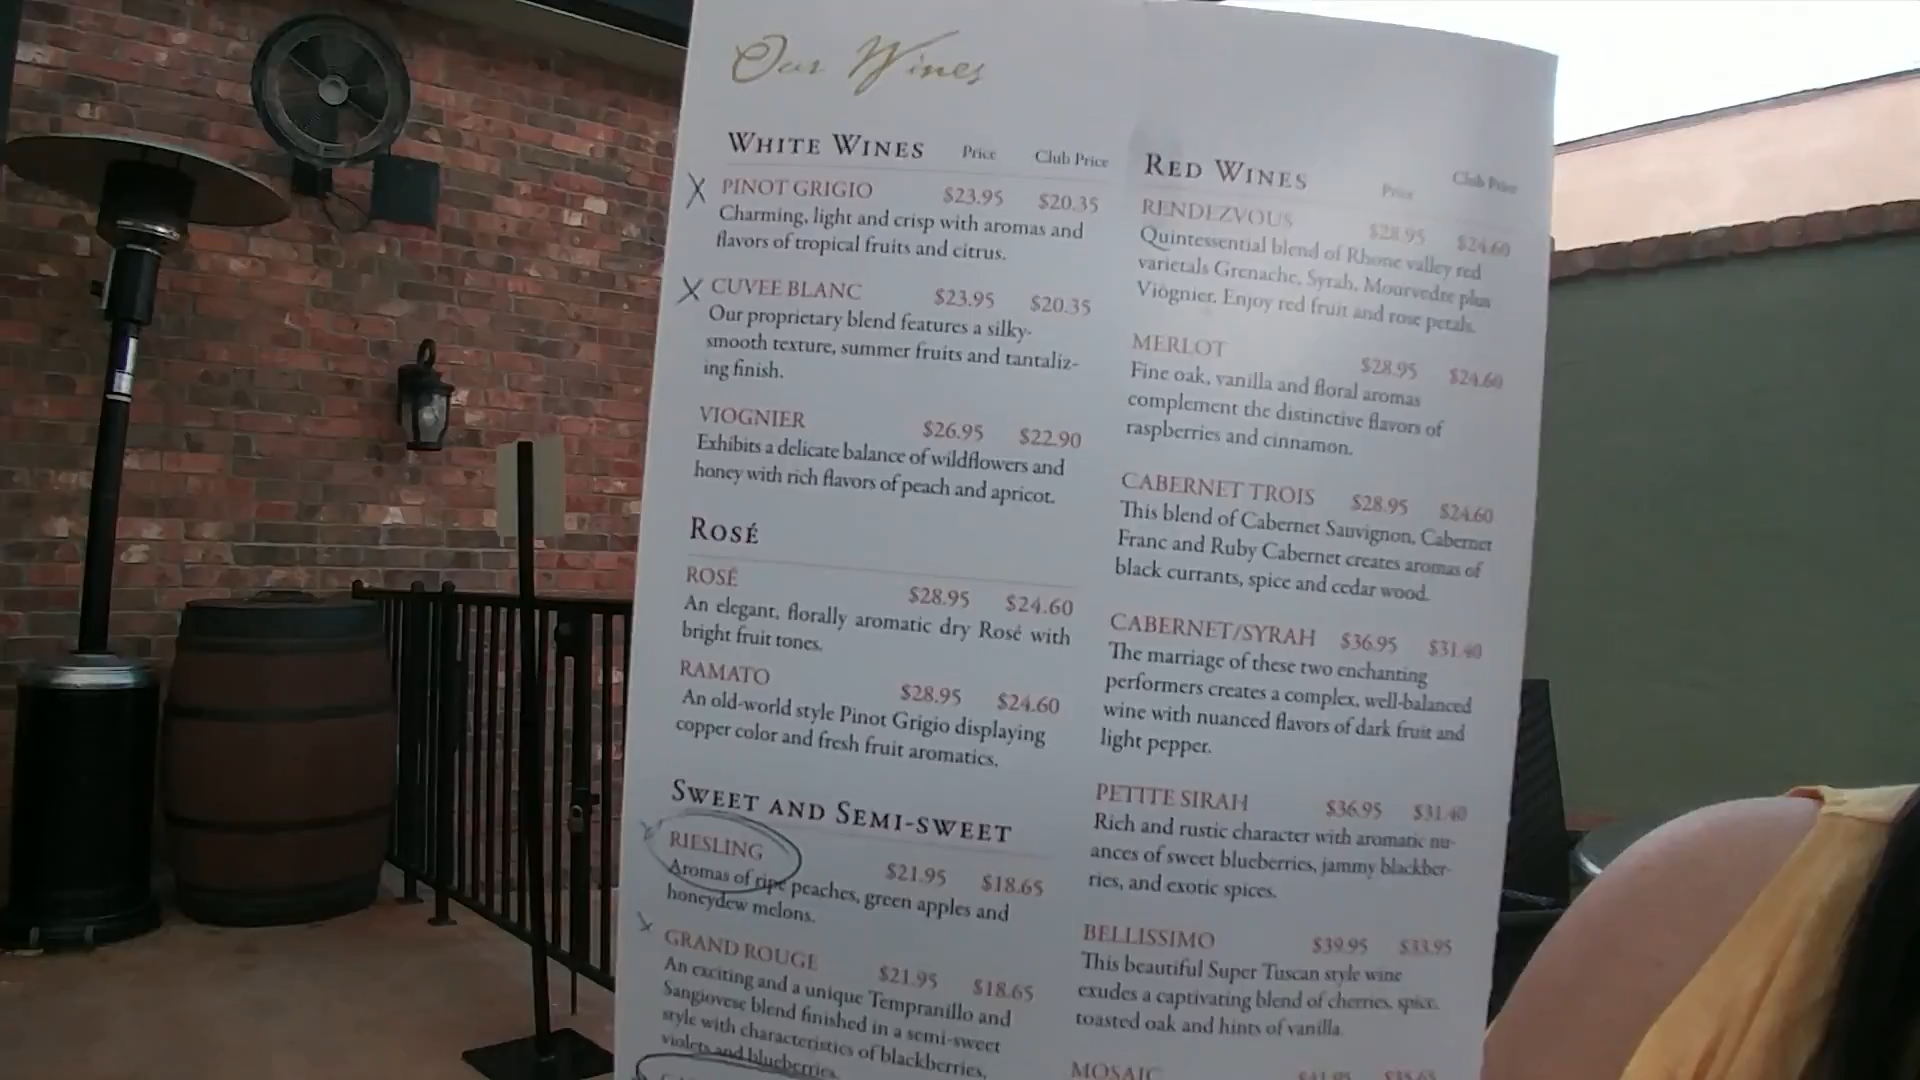 Our Wines
WHITE WINES Price Club Price
PINOT GRIGIO $23.95 $20.35
Charming, light and crisp with aromas and
flavors of tropical fruits and citrus.
CUVEE BLANC $23.95 $20.35
Our proprietary blend features a silky-
smooth texture, summer fruits and tantaliz-
ing finish.
VIOGNIER $26.95 $22.90
Exhibits a delicate balance of wildflowers and
honey with rich flavors of peach and apricot.
ROSÉ
ROSÉ $28.95 $24.60
An elegant, florally aromatic dry Rosé with
bright fruit tones.
RAMATO $28.95 $24.60
An old-world style Pinot Grigio displaying
copper color and fresh fruit aromatics.
SWEET AND SEMI-SWEET
RIESLING $21.95 $18.65
Aromas of ripe peaches, green apples and
honeydew melons.
GRAND ROUGE $21.95 $18.65
An exciting and a unique Tempranillo and
Sangiovese blend finished in a semi-sweet
style with characteristics of blackberries,
violets and blueberries.
RED WINES Price Club Price
RENDEZVOUS $28.95 $24.60
Quintessential blend of Rhone valley red
varietals Grenache, Syrah, Mourvedre plus
Viognier. Enjoy red fruit and rose petals.
MERLOT $28.95 $24.60
Fine oak, vanilla and floral aromas
complement the distinctive flavors of
raspberries and cinnamon.
CABERNET TROIS $28.95 $24.60
This blend of Cabernet Sauvignon, Cabernet
Franc and Ruby Cabernet creates aromas of
black currants, spice and cedar wood.
CABERNET/SYRAH $36.95 $31.40
The marriage of these two enchanting
performers creates a complex, well-balanced
wine with nuanced flavors of dark fruit and
light pepper.
PETITE SIRAH $36.95 $31.40
Rich and rustic character with aromatic nu-
ances of sweet blueberries, jammy blackber-
ries, and exotic spices.
BELLISSIMO $39.95 $33.95
This beautiful Super Tuscan style wine
exudes a captivating blend of cherries, spice,
toasted oak and hints of vanilla.
MOSAIC $41.95 $35.65